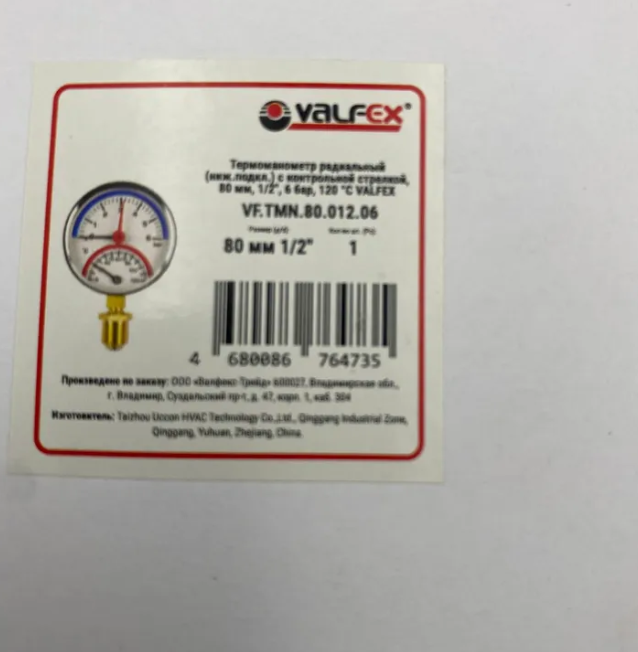 VALFEX®
Термоманометр радиальный
(ниж.подкл.) с контрольной стрелкой,
80 мм, 1/2", 6 бар, 120 °C VALFEX
VF.TMN.80.012.06
80 мм 1/2" 1
4 680086 764735
Произведено по заказу: ООО «Валфекс-Трейд» 600027, Владимирская обл.,
г. Владимир, Суздальский пр-т, д. 47, корп. 1, каб. 304
Изготовитель: Taizhou Uccon HVAC Technology Co.,Ltd., Qinggang Industrial Zone,
Qinggang, Yuhuan, Zhejiang, China